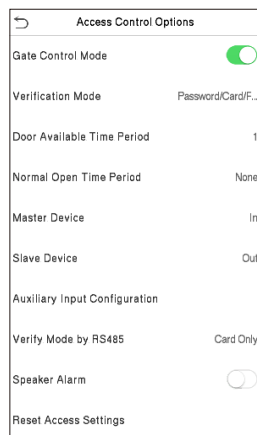 Access Control Options
Gate Control Mode
Verification Mode Password/Card/F...
Door Available Time Period 1
Normal Open Time Period None
Master Device In
Slave Device Out
Auxiliary Input Configuration
Verify Mode by RS485 Card Only
Speaker Alarm
Reset Access Settings